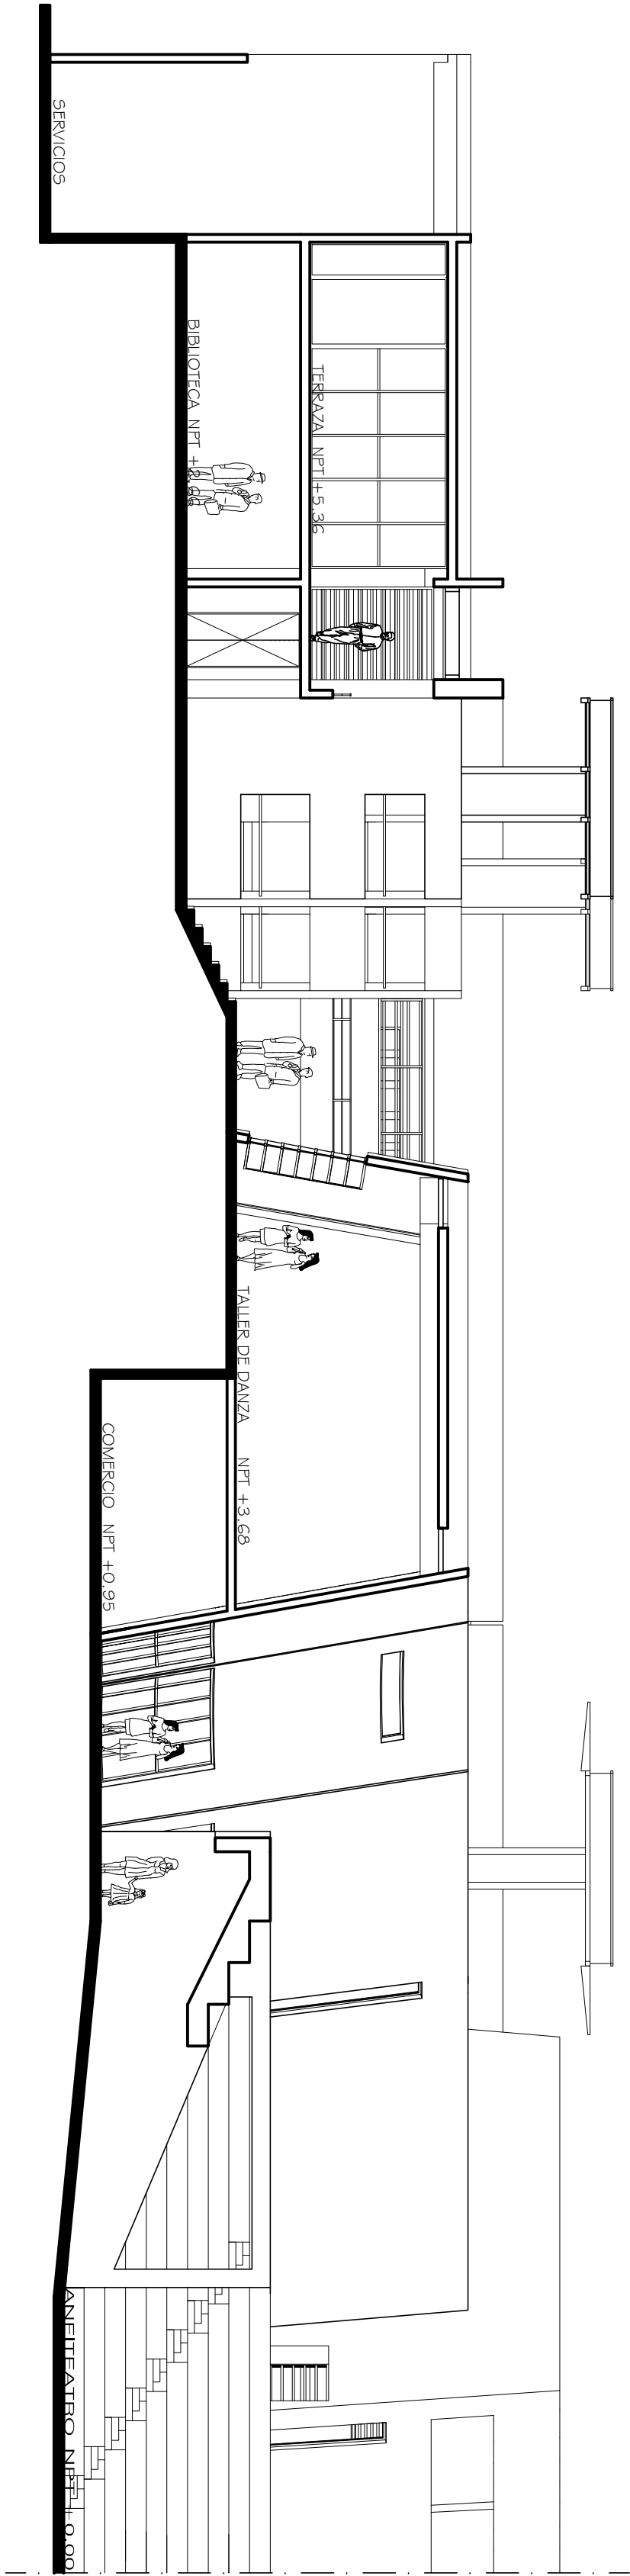 SERVICIOS
BIBLIOTECA NPT
TERRAZA NPT +5.36
TALLER DE DANZA NPT +3.68
COMERCIO NPT +0.95
ANFITEATRO NPT + 0.00